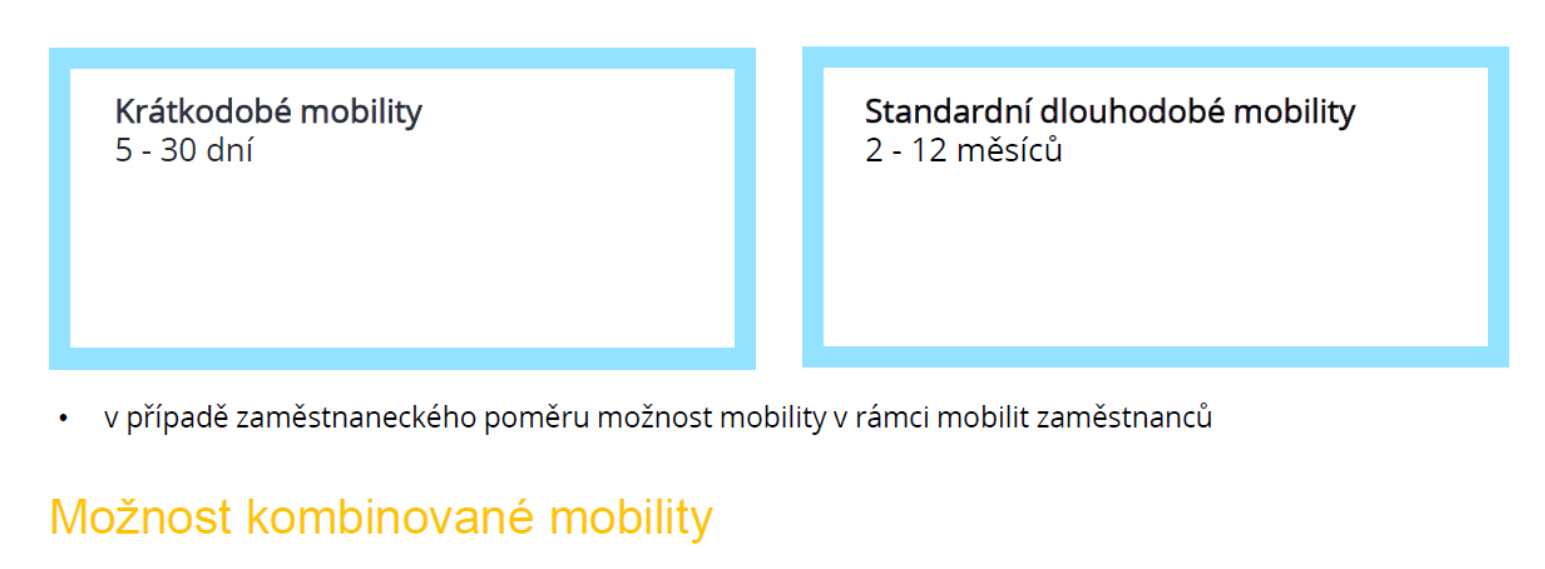 Krátkodobé mobility
5 - 30 dní
Standardní dlouhodobé mobility
2 - 12 měsíců
• v případě zaměstnaneckého poměru možnost mobility v rámci mobilit zaměstnanců
Možnost kombinované mobility